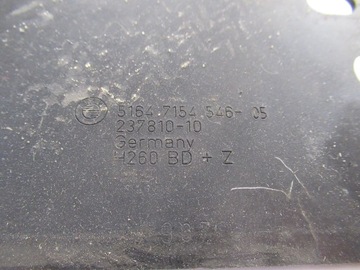 5164.7154 546-05
237810-10
Germany
H260 BD + Z